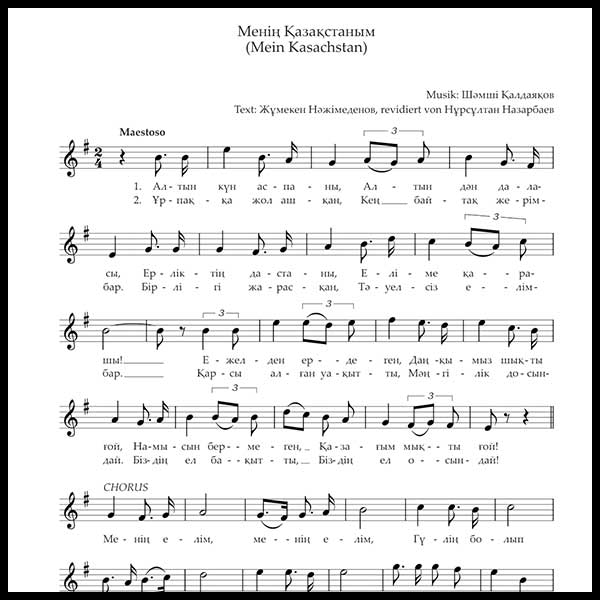 Менің Қазақстаным
(Mein Kasachstan)
Musik: Шәмші Қалдаяқов
Text: Жұмекен Нәжімеденов, revidiert von Нұрсұлтан Назарбаев
Maestoso
2
4
3
1. Ал - тын күн ас - па - ны, Ал - тын дән да - ла-
2. Ұр - пақ - қа жол аш - қан, Кең___ бай - тақ же - рім-
3
сы, Ер - лік - тің да - ста - ны, Е - лі - ме қа - ра-
бар. Бір - лі - гі жа - рас - қан, Тә - уел - сіз е - лім-
3 3
шы!____ Е - жел - ден ер - де - ген, Даң - қы - мыз шық - ты
бар.____ Қар - сы ал - ған уа - қыт - ты, Мәң - гі - лік до - сын-
3 3
ғой, На - мы - сын бер - ме - ген,_ Қа - за - ғым мық - ты ғой!
дай. Біз - дің ел ба - қыт - ты,_ Біз - дің ел о - сын - дай!
CHORUS
Ме - нің е - лім, ме - нің е - лім, Гү - лің бо - лып